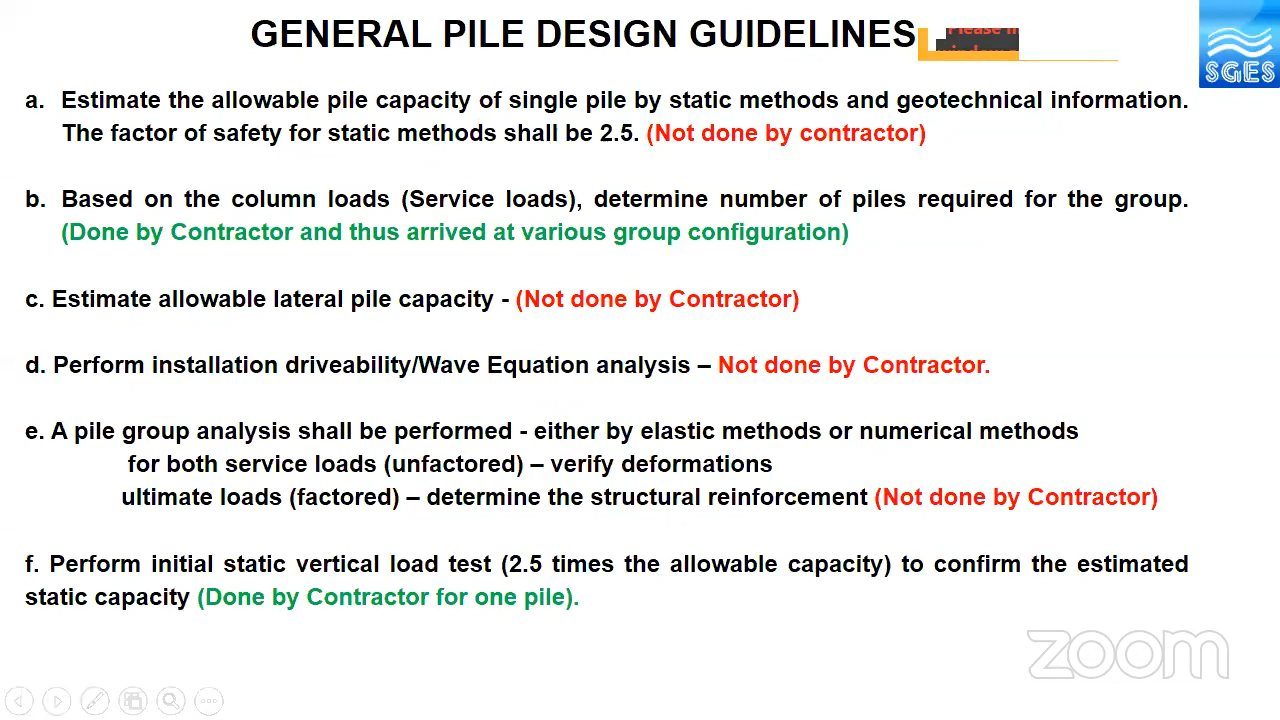 GENERAL PILE DESIGN GUIDELINES
Please
SGES
a. Estimate the allowable pile capacity of single pile by static methods and geotechnical information.
The factor of safety for static methods shall be 2.5. (Not done by contractor)
b. Based on the column loads (Service loads), determine number of piles required for the group.
(Done by Contractor and thus arrived at various group configuration)
c. Estimate allowable lateral pile capacity - (Not done by Contractor)
d. Perform installation driveability/Wave Equation analysis – Not done by Contractor.
e. A pile group analysis shall be performed - either by elastic methods or numerical methods
for both service loads (unfactored) – verify deformations
ultimate loads (factored) – determine the structural reinforcement (Not done by Contractor)
f. Perform initial static vertical load test (2.5 times the allowable capacity) to confirm the estimated
static capacity (Done by Contractor for one pile).
zoom